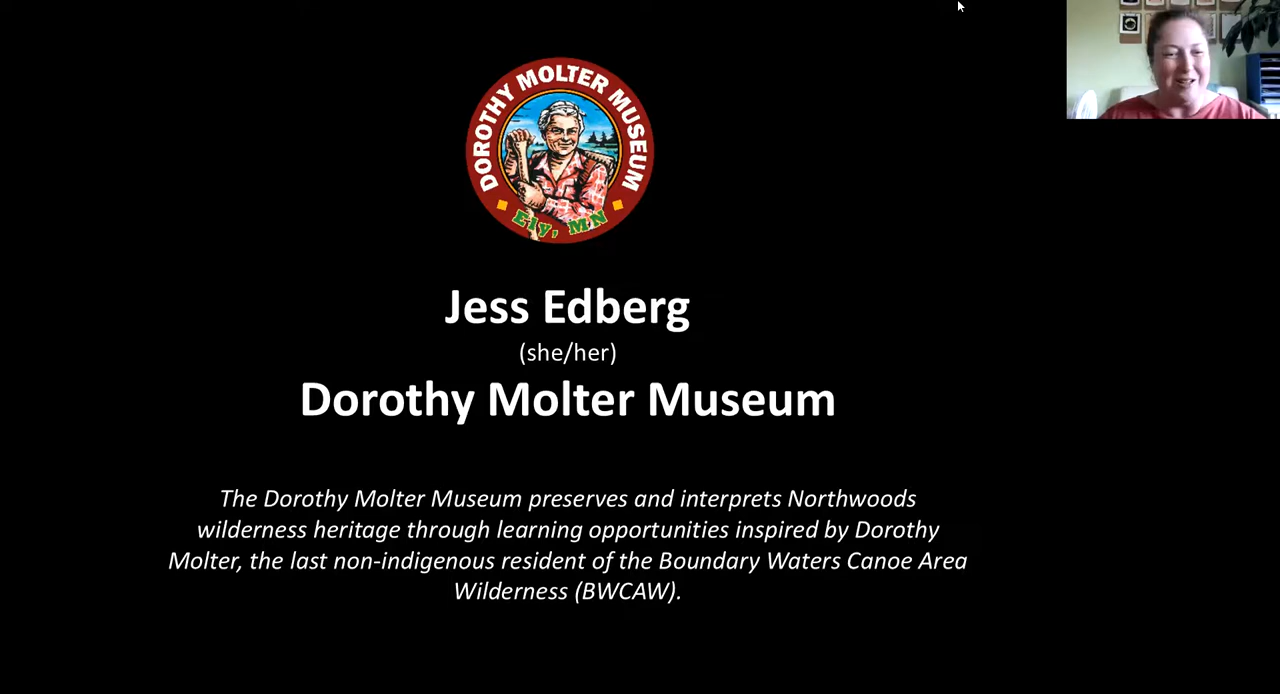 DOROTHY MOLTER MUSEUM
Ely, MN
Jess Edberg
(she/her)
Dorothy Molter Museum
The Dorothy Molter Museum preserves and interprets Northwoods
wilderness heritage through learning opportunities inspired by Dorothy
Molter, the last non-indigenous resident of the Boundary Waters Canoe Area
Wilderness (BWCAW).